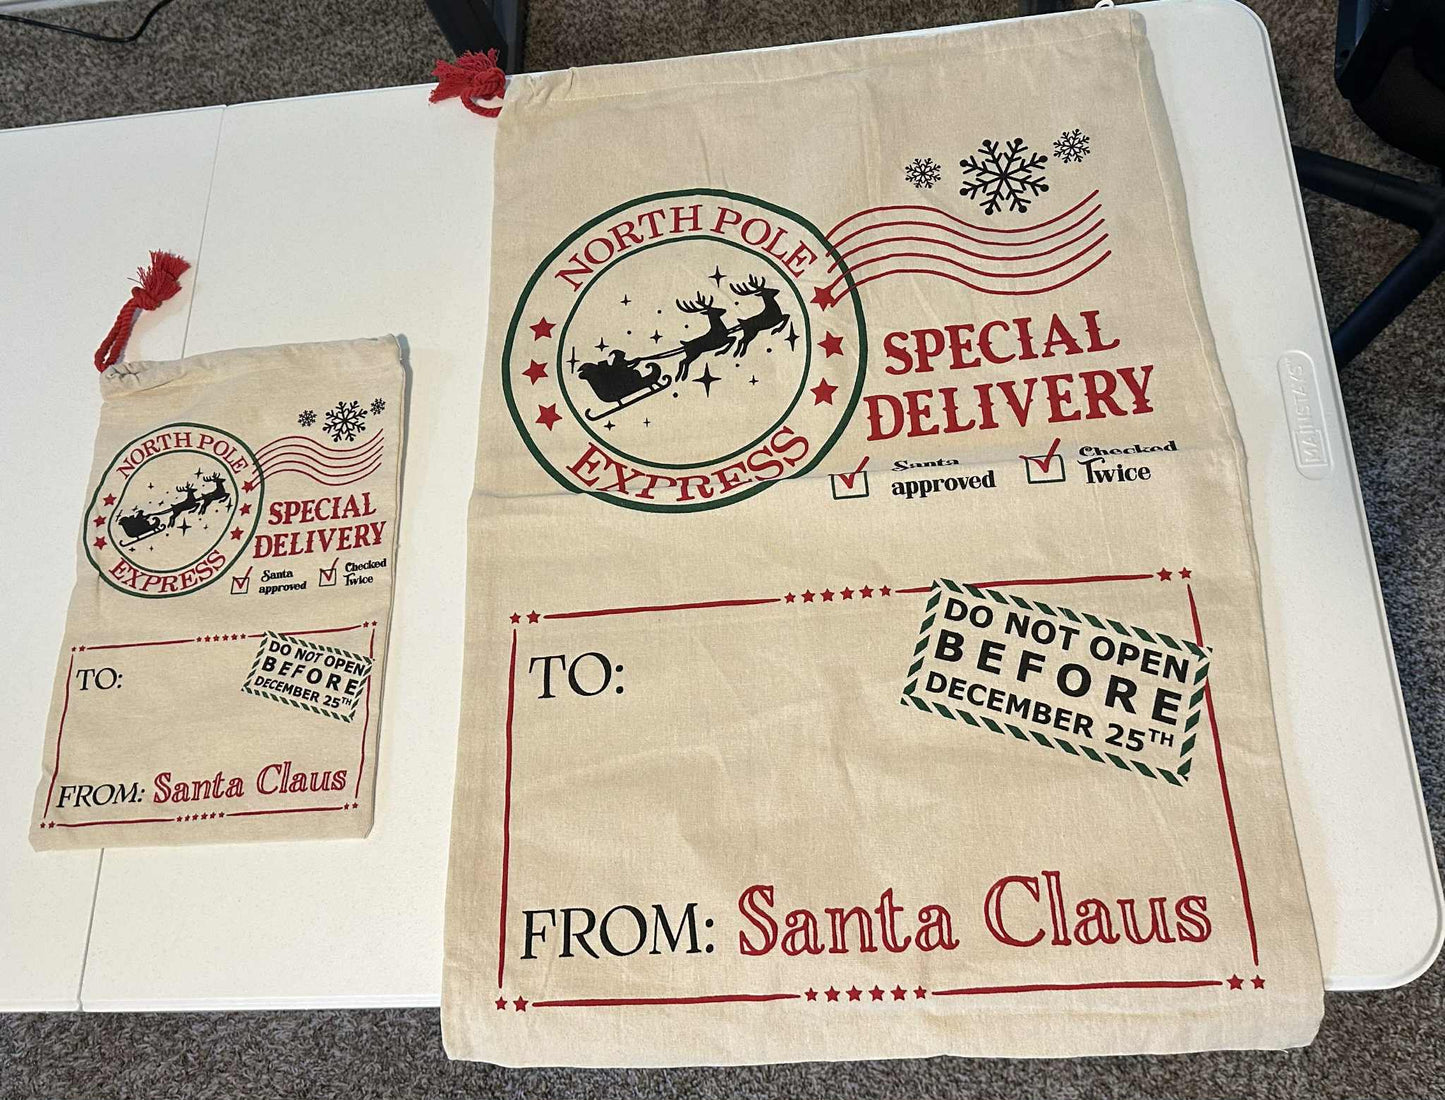 NORTH POLE
EXPRESS
SPECIAL
DELIVERY
Santa
approved
Checked
Twice
TO:
DO NOT OPEN
BEFORE
DECEMBER 25TH
FROM: Santa Claus
NORTH POLE
EXPRESS
SPECIAL
DELIVERY
Santa
approved
Checked
Twice
TO:
DO NOT OPEN
BEFORE
DECEMBER 25TH
FROM: Santa Claus
MAINSTAYS